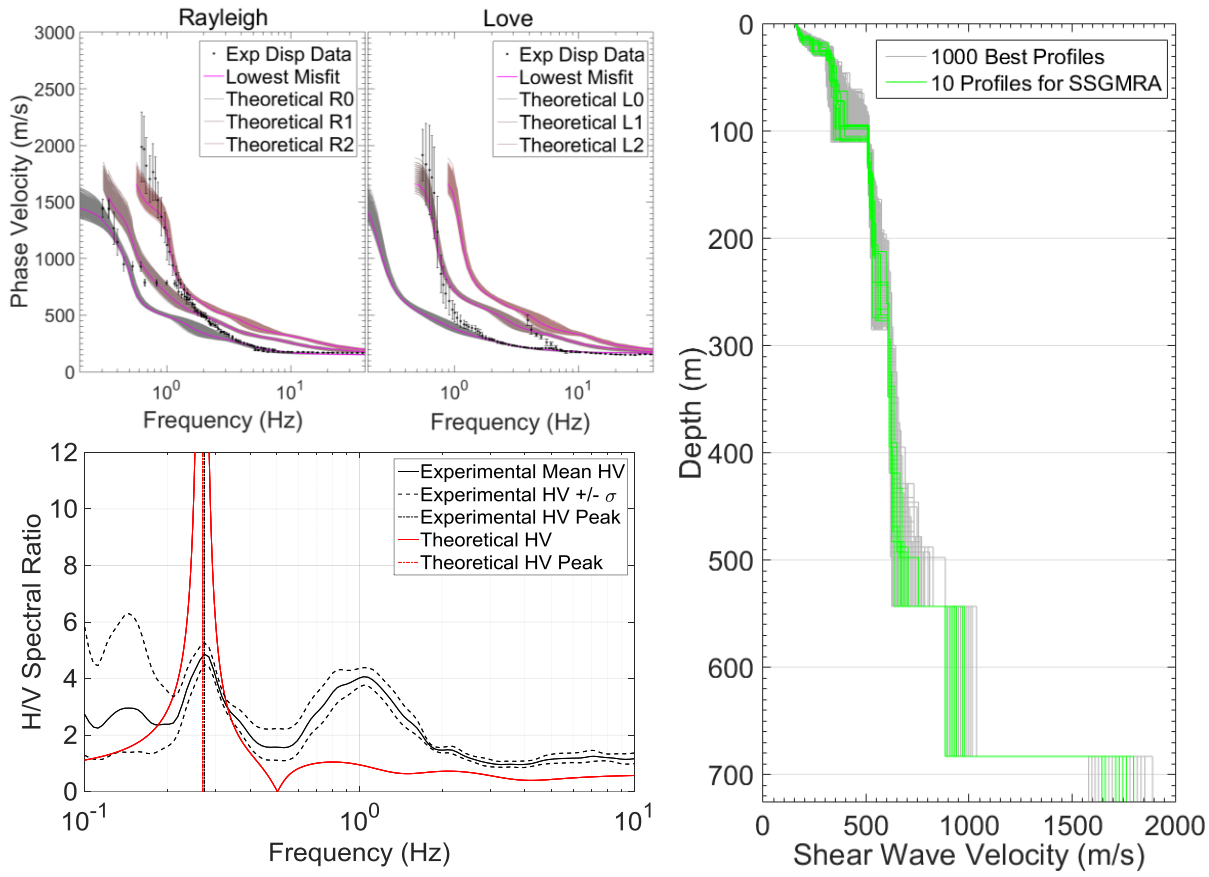 Rayleigh
Love
3000
2500
2000
1500
1000
500
0
Phase Velocity (m/s)
Exp Disp Data
Lowest Misfit
Theoretical R0
Theoretical R1
Theoretical R2
Exp Disp Data
Lowest Misfit
Theoretical L0
Theoretical L1
Theoretical L2
10^0
10^1
10^0
10^1
Frequency (Hz)
Frequency (Hz)
12
10
8
6
4
2
0
H/V Spectral Ratio
Experimental Mean HV
Experimental HV +/- σ
Experimental HV Peak
Theoretical HV
Theoretical HV Peak
10^-1
10^0
10^1
Frequency (Hz)
0
100
200
300
400
500
600
700
Depth (m)
1000 Best Profiles
10 Profiles for SSGMRA
0
500
1000
1500
2000
Shear Wave Velocity (m/s)